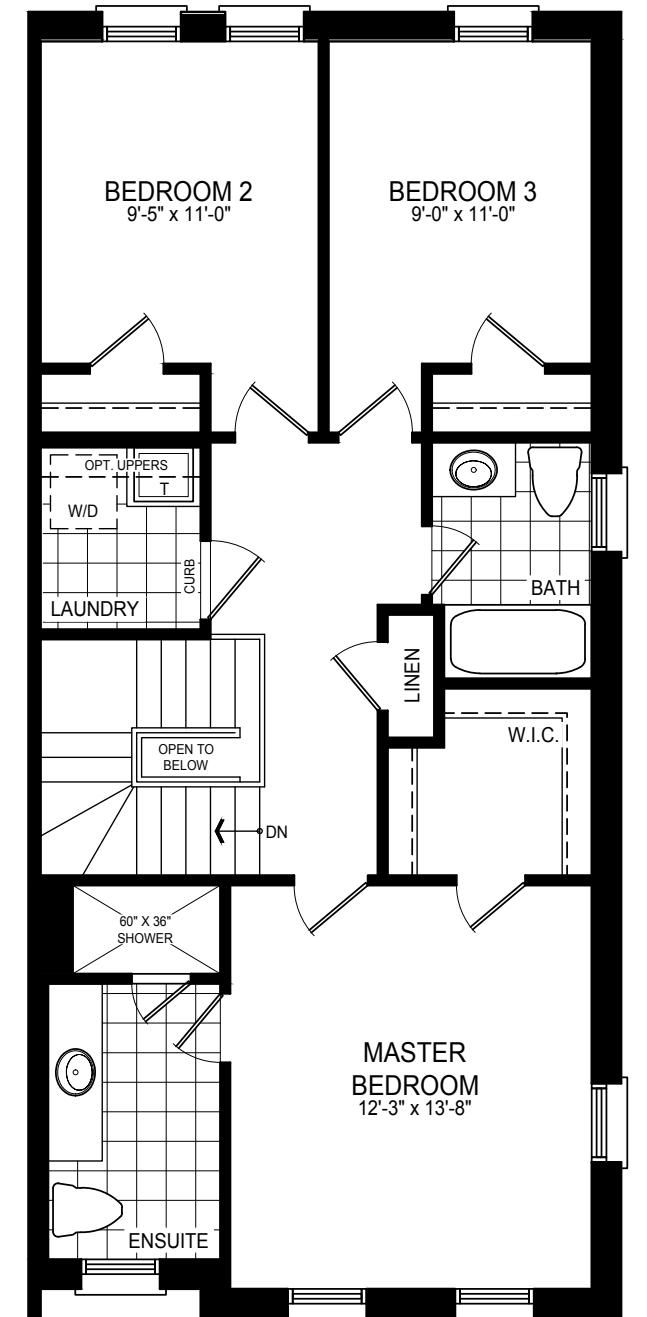 BEDROOM 2
9'-5" x 11'-0"
BEDROOM 3
9'-0" x 11'-0"
OPT. UPPERS
T
W/D
CURB
LAUNDRY
BATH
LINEN
W.I.C.
OPEN TO
BELOW
DN
60" X 36"
SHOWER
MASTER
BEDROOM
12'-3" x 13'-8"
ENSUITE